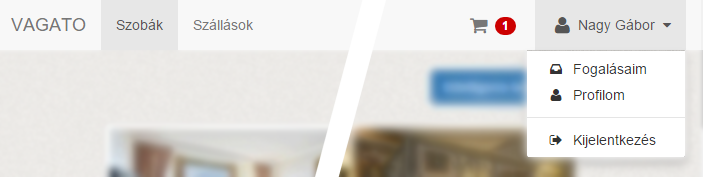 VAGATO Szobák Szállások 1 Nagy Gábor
Fogalásaim
Profilom
Kijelentkezés